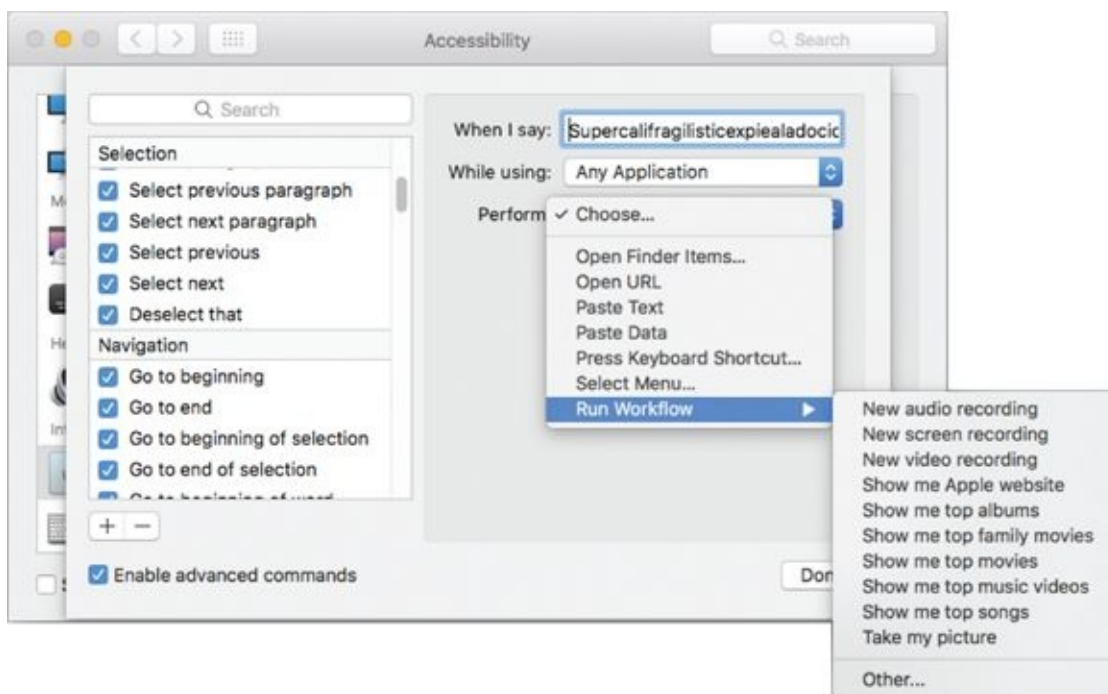 Accessibility
Search
Search
Selection
Select previous paragraph
Select next paragraph
Select previous
Select next
Deselect that
Navigation
Go to beginning
Go to end
Go to beginning of selection
Go to end of selection
When I say: Supercalifragilisticexpiealadocic
While using: Any Application
Perform
Choose...
Open Finder Items...
Open URL
Paste Text
Paste Data
Press Keyboard Shortcut...
Select Menu...
Run Workflow
New audio recording
New screen recording
New video recording
Show me Apple website
Show me top albums
Show me top family movies
Show me top movies
Show me top music videos
Show me top songs
Take my picture
Other...
Enable advanced commands
Don